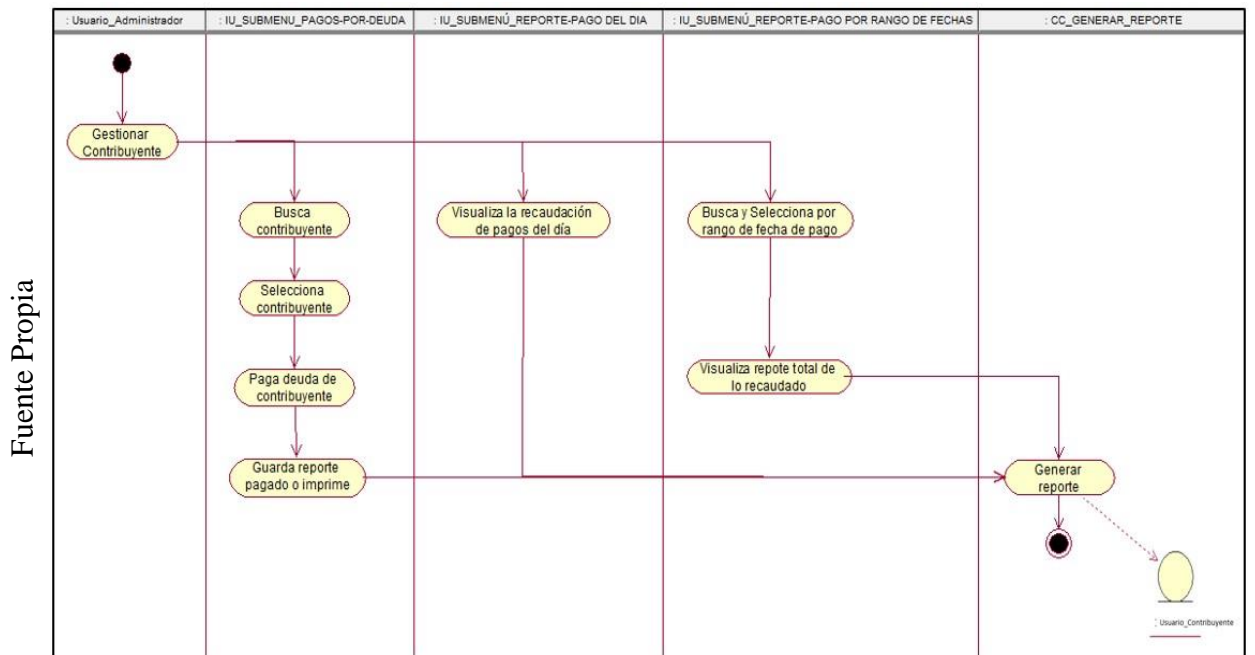 : Usuario_Administrador
: IU_SUBMENU_PAGOS-POR-DEUDA
: IU_SUBMENÚ_REPORTE-PAGO DEL DIA
: IU_SUBMENÚ_REPORTE-PAGO POR RANGO DE FECHAS
: CC_GENERAR_REPORTE
Gestionar
Contribuyente
Busca
contribuyente
Visualiza la recaudación
de pagos del día
Busca y Selecciona por
rango de fecha de pago
Selecciona
contribuyente
Paga deuda de
contribuyente
Visualiza repote total de
lo recaudado
Guarda reporte
pagado o imprime
Generar
reporte
: Usuario_Contribuyente
Fuente Propia